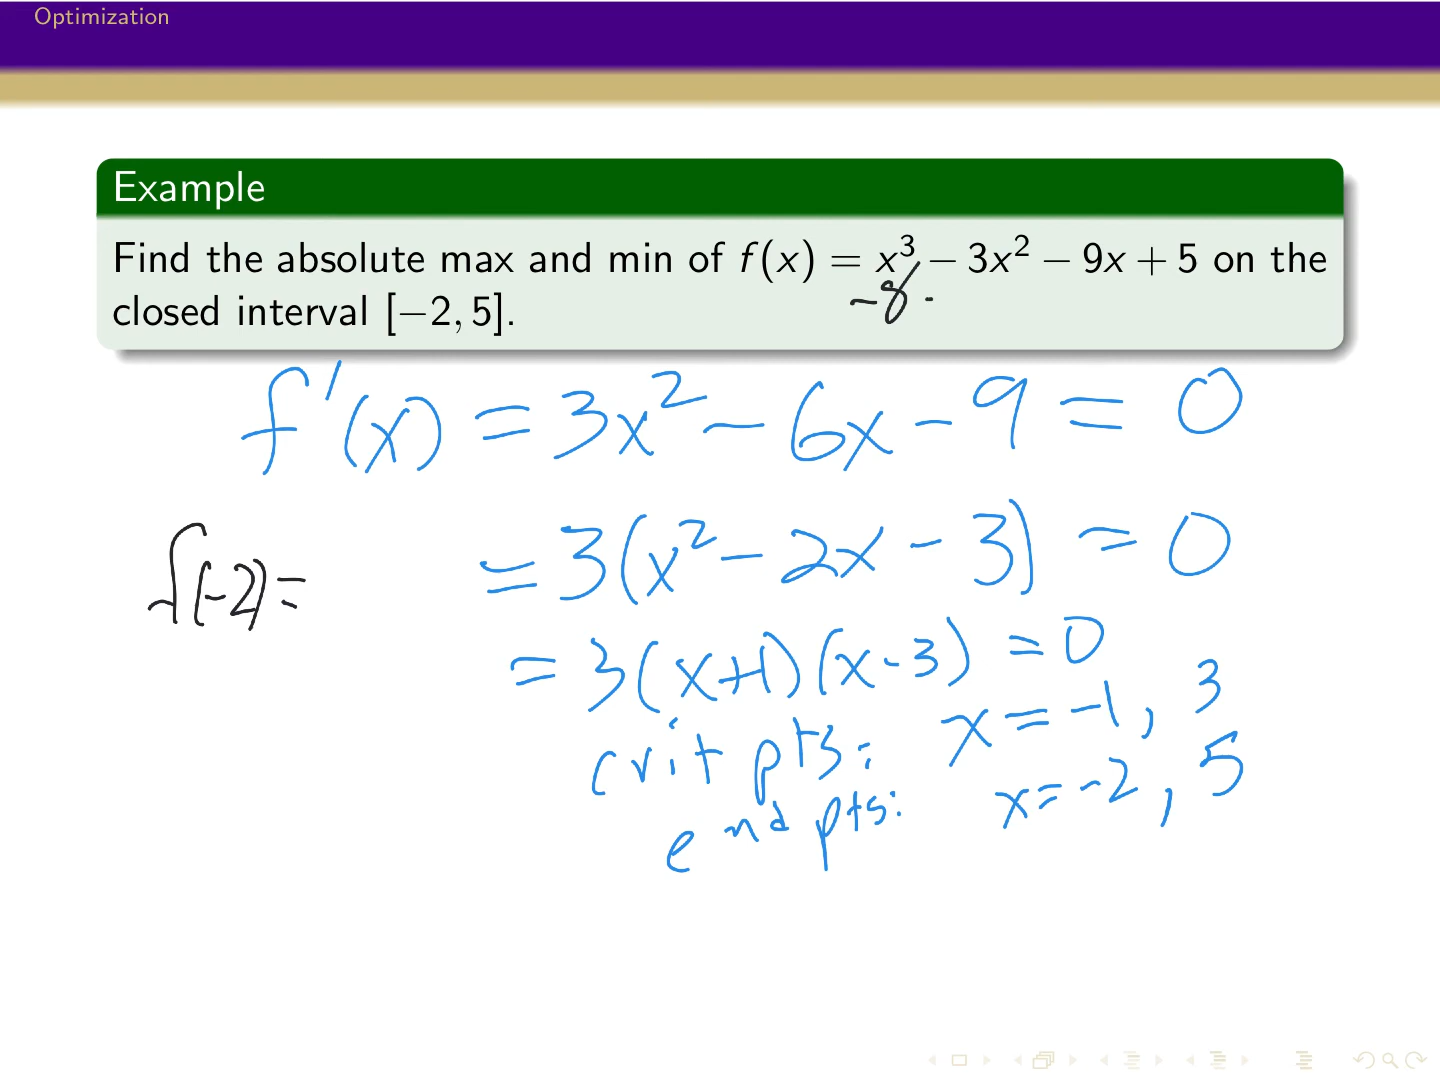 Optimization
Example
Find the absolute max and min of f(x) = x³ − 3x² − 9x + 5 on the
closed interval [−2, 5].
−8 -
f'(x) = 3x² − 6x − 9 = 0
= 3(x² − 2x − 3) = 0
f(-2) =
= 3(x+1)(x-3) = 0
crit pts: x = -1, 3
end pts: x = -2, 5